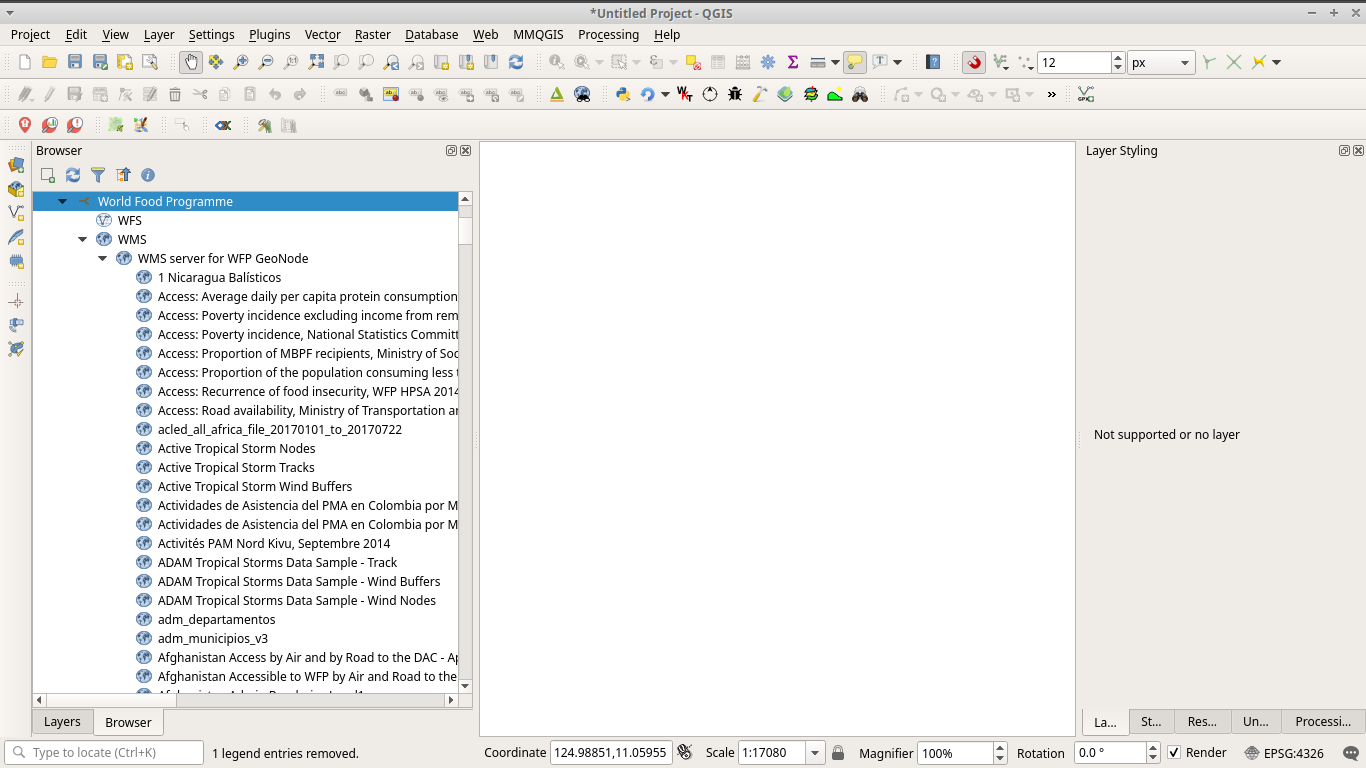 *Untitled Project - QGIS
Project Edit View Layer Settings Plugins Vector Raster Database Web MMQGIS Processing Help
12 px
Browser
World Food Programme
WFS
WMS
WMS server for WFP GeoNode
1 Nicaragua Balísticos
Access: Average daily per capita protein consumption
Access: Poverty incidence excluding income from rem
Access: Poverty incidence, National Statistics Committ
Access: Proportion of MBPF recipients, Ministry of Soc
Access: Proportion of the population consuming less
Access: Recurrence of food insecurity, WFP HPSA 2014
Access: Road availability, Ministry of Transportation ar
acled_all_africa_file_20170101_to_20170722
Active Tropical Storm Nodes
Active Tropical Storm Tracks
Active Tropical Storm Wind Buffers
Actividades de Asistencia del PMA en Colombia por M
Actividades de Asistencia del PMA en Colombia por M
Activités PAM Nord Kivu, Septembre 2014
ADAM Tropical Storms Data Sample - Track
ADAM Tropical Storms Data Sample - Wind Buffers
ADAM Tropical Storms Data Sample - Wind Nodes
adm_departamentos
adm_municipios_v3
Afghanistan Access by Air and by Road to the DAC - Ap
Afghanistan Accessible to WFP by Air and Road to the
Layers Browser
Layer Styling
Not supported or no layer
La... St... Res... Un... Processi...
Type to locate (Ctrl+K) 1 legend entries removed. Coordinate 124.98851,11.05955 Scale 1:17080 Magnifier 100% Rotation 0.0 ° Render EPSG:4326